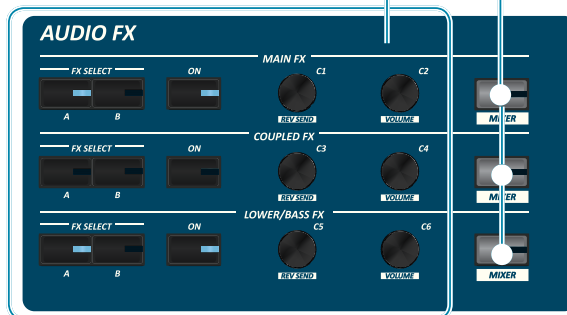 AUDIO FX
MAIN FX
FX SELECT ON C1 C2
A B REV SEND VOLUME MIXER
COUPLED FX
FX SELECT ON C3 C4
A B REV SEND VOLUME MIXER
LOWER/BASS FX
FX SELECT ON C5 C6
A B REV SEND VOLUME MIXER